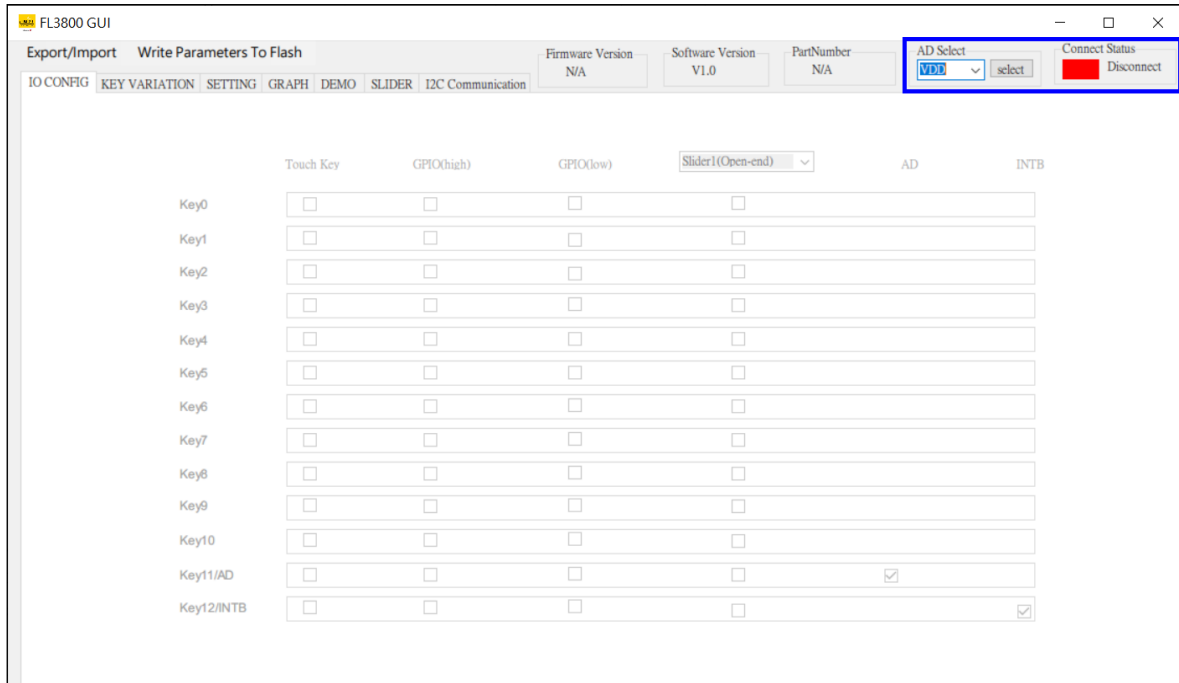 FL3800 GUI
Export/Import Write Parameters To Flash
Firmware Version
N/A
Software Version
V1.0
PartNumber
N/A
AD Select
VDD select
Connect Status
Disconnect
IO CONFIG KEY VARIATION SETTING GRAPH DEMO SLIDER I2C Communication
Touch Key GPIO(high) GPIO(low) Slider1(Open-end) AD INTB
Key0
Key1
Key2
Key3
Key4
Key5
Key6
Key7
Key8
Key9
Key10
Key11/AD
Key12/INTB